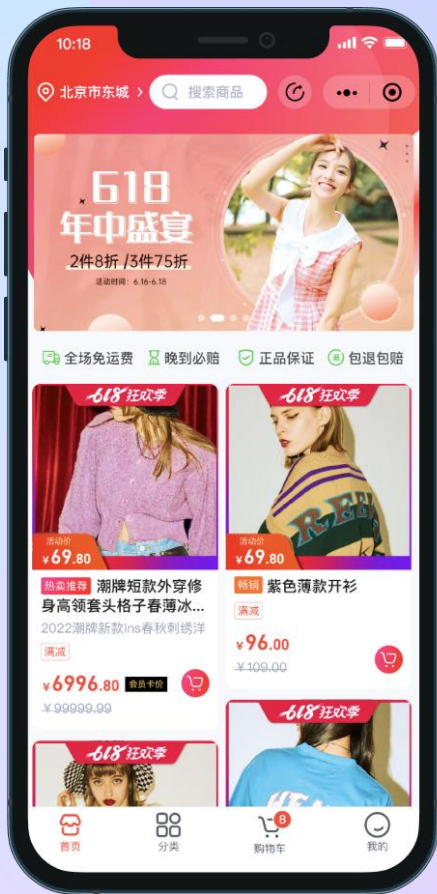 10:18
北京市东城
搜索商品
618
年中盛宴
2件8折 /3件75折
活动时间: 6.16-6.18
全场免运费
晚到必赔
正品保证
包退包赔
618狂欢季
活动价
¥69.80
热卖推荐 潮牌短款外穿修
身高领套头格子春薄冰...
2022潮牌新款ins春秋刺绣洋
满减
¥6996.80 会员卡价
¥99999.99
618狂欢季
活动价
¥69.80
畅销 紫色薄款开衫
满减
¥96.00
¥109.00
618狂欢季
618狂欢季
首页
分类
8
购物车
我的